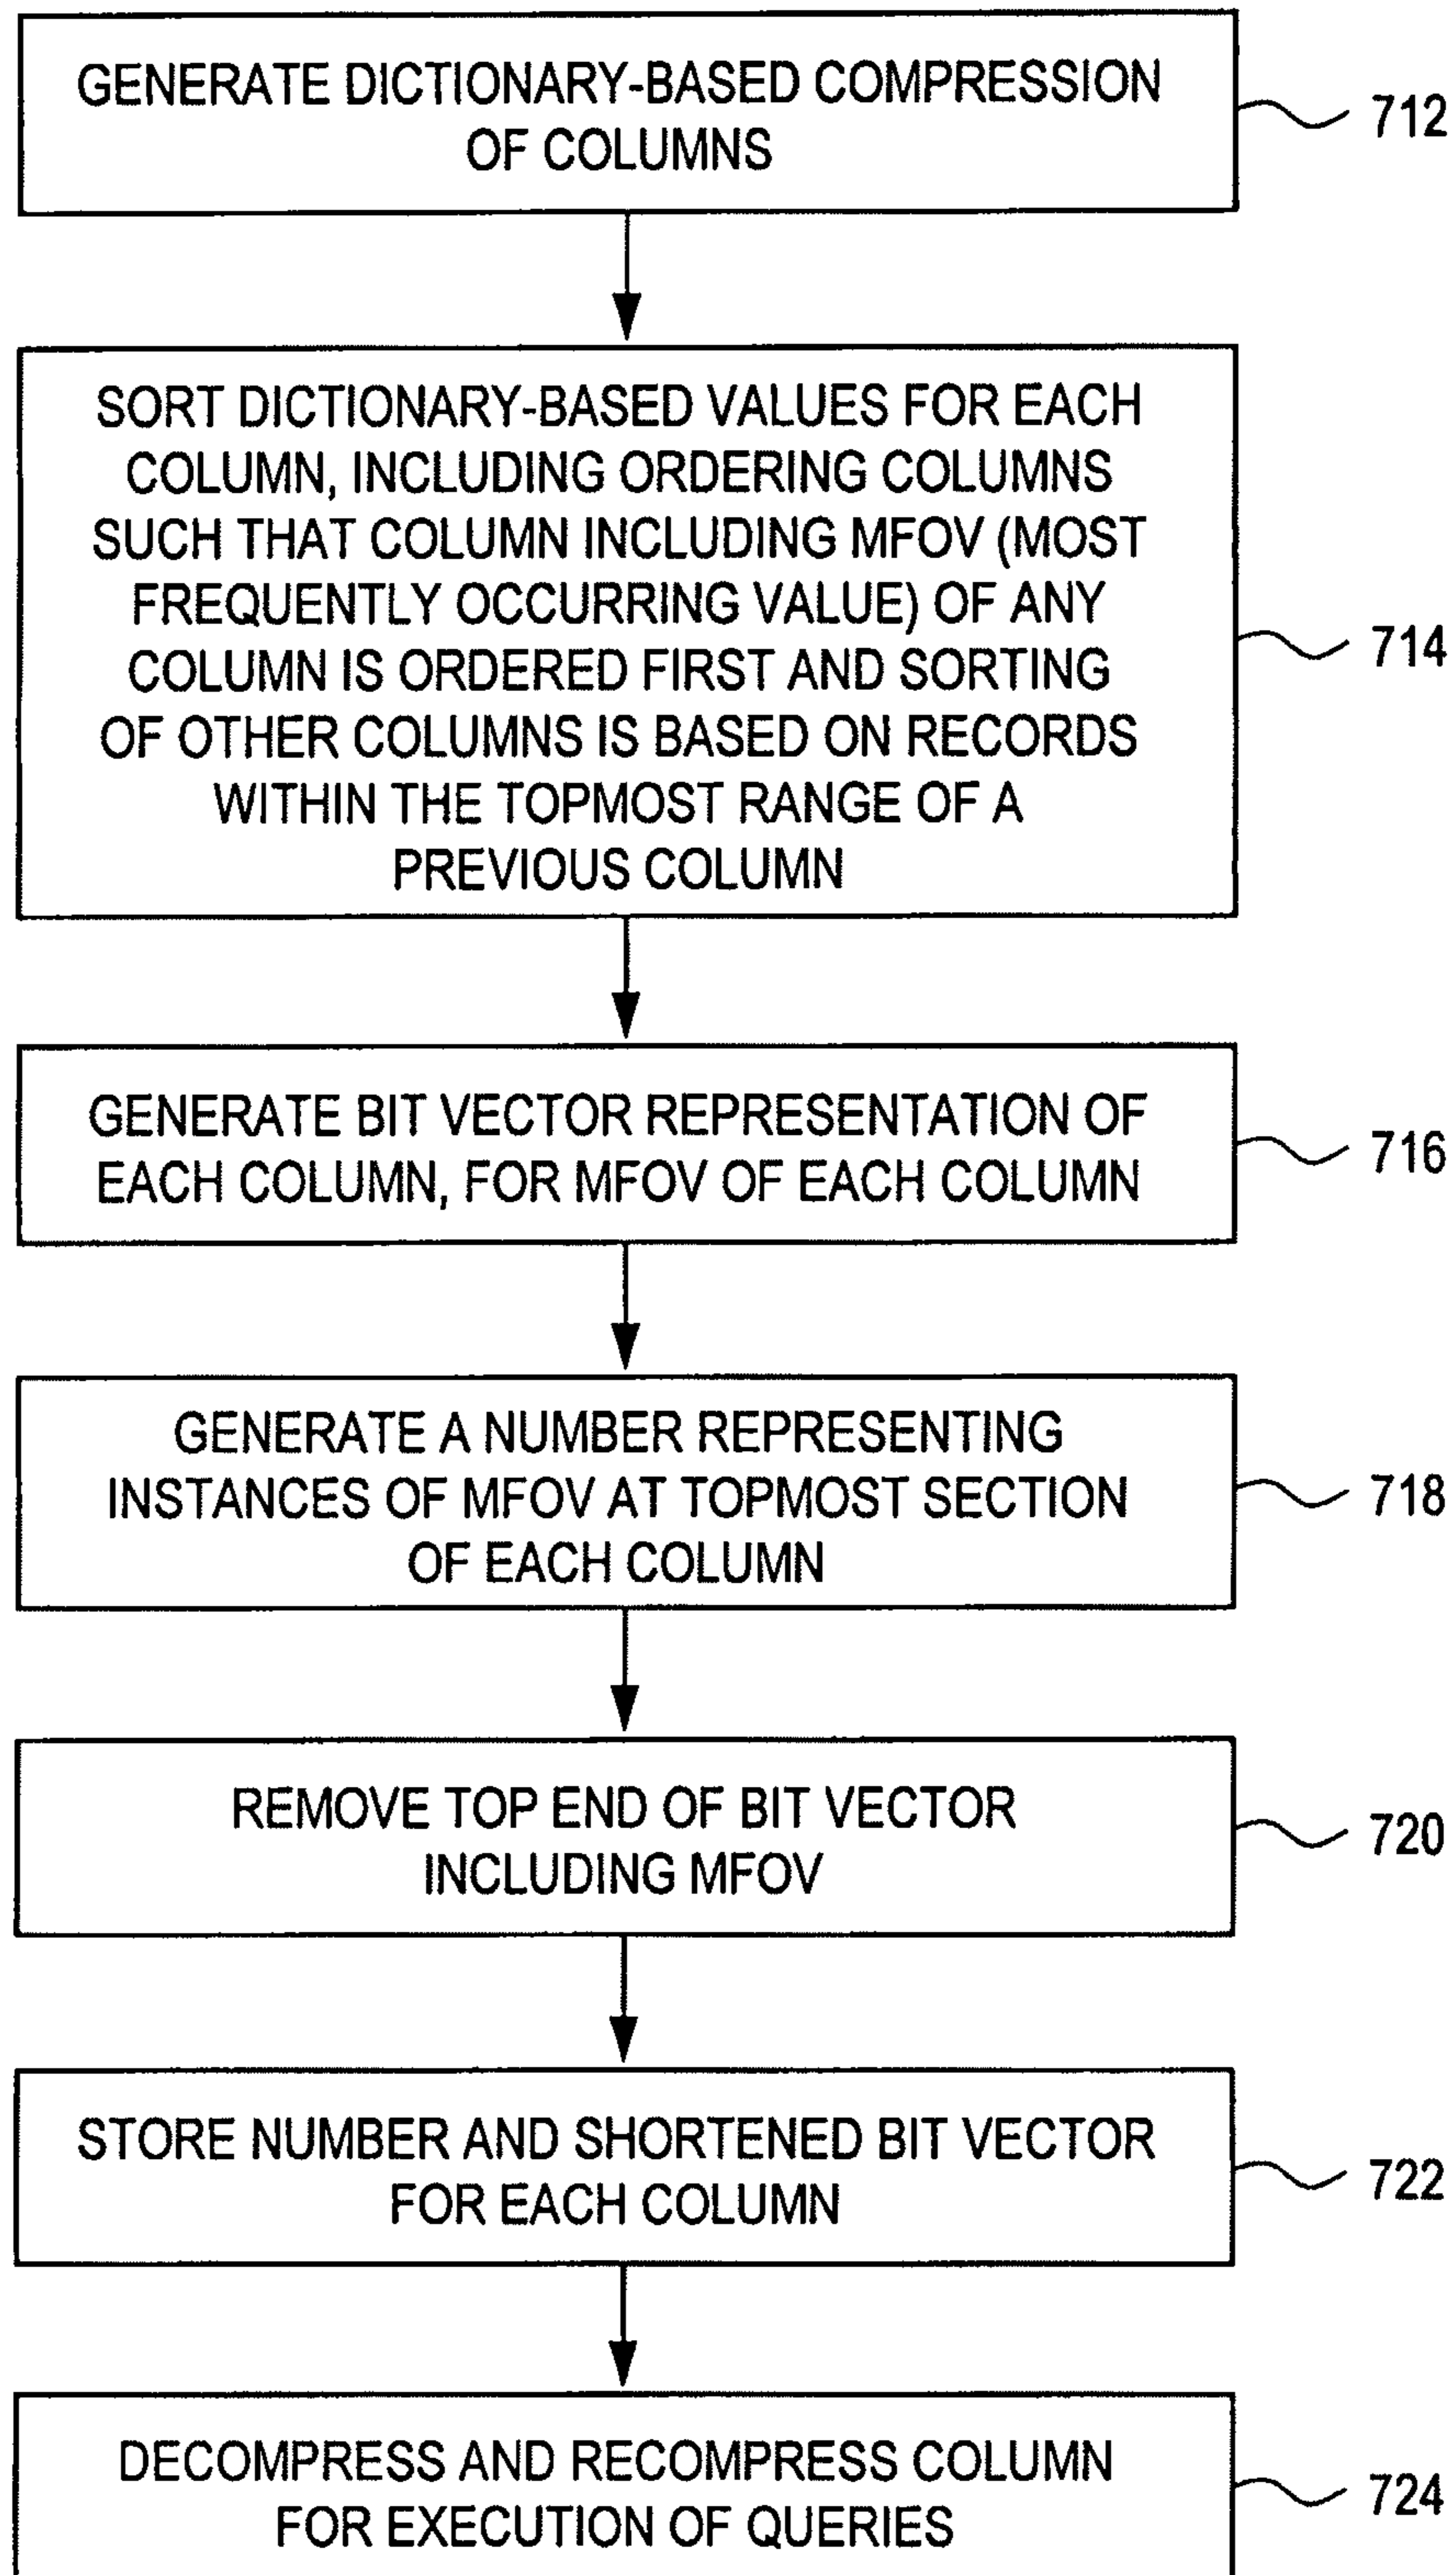 GENERATE DICTIONARY-BASED COMPRESSION
OF COLUMNS
712
SORT DICTIONARY-BASED VALUES FOR EACH
COLUMN, INCLUDING ORDERING COLUMNS
SUCH THAT COLUMN INCLUDING MFOV (MOST
FREQUENTLY OCCURRING VALUE) OF ANY
COLUMN IS ORDERED FIRST AND SORTING
OF OTHER COLUMNS IS BASED ON RECORDS
WITHIN THE TOPMOST RANGE OF A
PREVIOUS COLUMN
714
GENERATE BIT VECTOR REPRESENTATION OF
EACH COLUMN, FOR MFOV OF EACH COLUMN
716
GENERATE A NUMBER REPRESENTING
INSTANCES OF MFOV AT TOPMOST SECTION
OF EACH COLUMN
718
REMOVE TOP END OF BIT VECTOR
INCLUDING MFOV
720
STORE NUMBER AND SHORTENED BIT VECTOR
FOR EACH COLUMN
722
DECOMPRESS AND RECOMPRESS COLUMN
FOR EXECUTION OF QUERIES
724